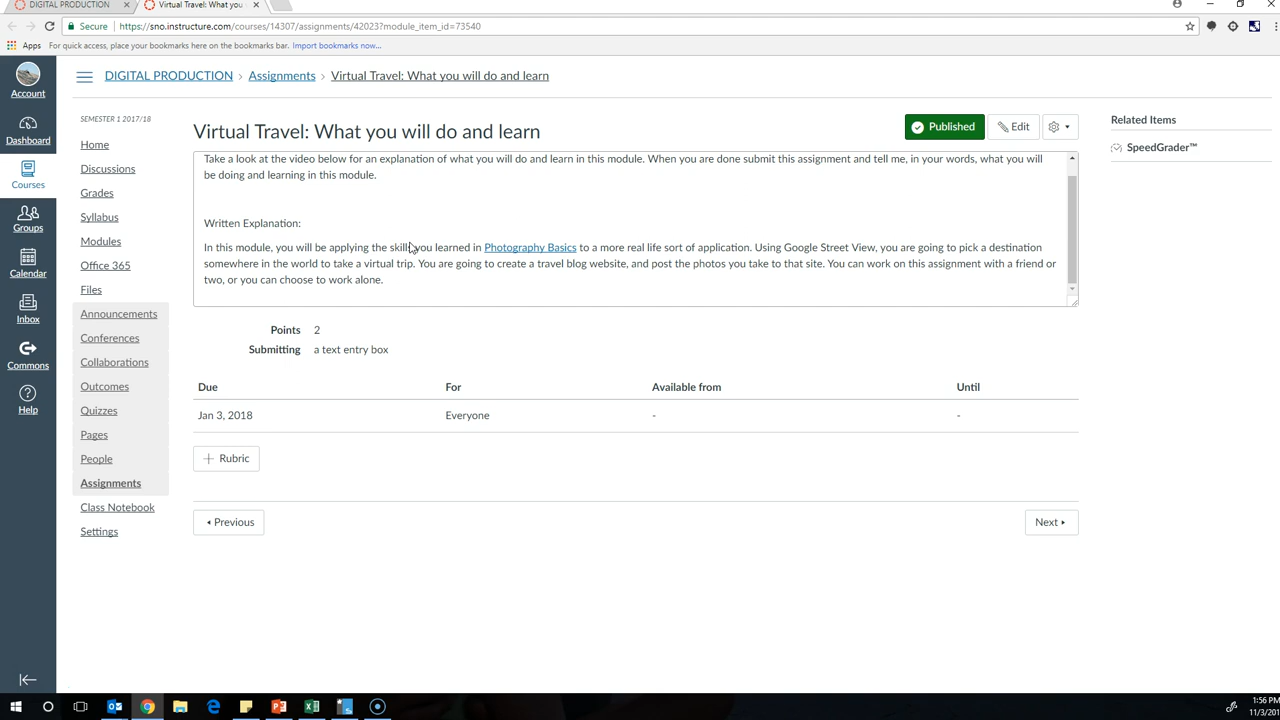 DIGITAL PRODUCTION
Virtual Travel: What you
Secure
https://sno.instructure.com/courses/14307/assignments/42023?module_item_id=73540
Apps For quick access, place your bookmarks here on the bookmarks bar. Import bookmarks now...
Account
Dashboard
Courses
Groups
Calendar
Inbox
Commons
Help
DIGITAL PRODUCTION › Assignments › Virtual Travel: What you will do and learn
SEMESTER 1 2017/18
Home
Discussions
Grades
Syllabus
Modules
Office 365
Files
Announcements
Conferences
Collaborations
Outcomes
Quizzes
Pages
People
Assignments
Class Notebook
Settings
Virtual Travel: What you will do and learn
Published
Edit
Take a look at the video below for an explanation of what you will do and learn in this module. When you are done submit this assignment and tell me, in your words, what you will
be doing and learning in this module.
Written Explanation:
In this module, you will be applying the skills you learned in Photography Basics to a more real life sort of application. Using Google Street View, you are going to pick a destination
somewhere in the world to take a virtual trip. You are going to create a travel blog website, and post the photos you take to that site. You can work on this assignment with a friend or
two, or you can choose to work alone.
Points 2
Submitting a text entry box
Due For Available from Until
Jan 3, 2018 Everyone - -
+ Rubric
Previous
Next
Related Items
SpeedGrader™
1:56 PM